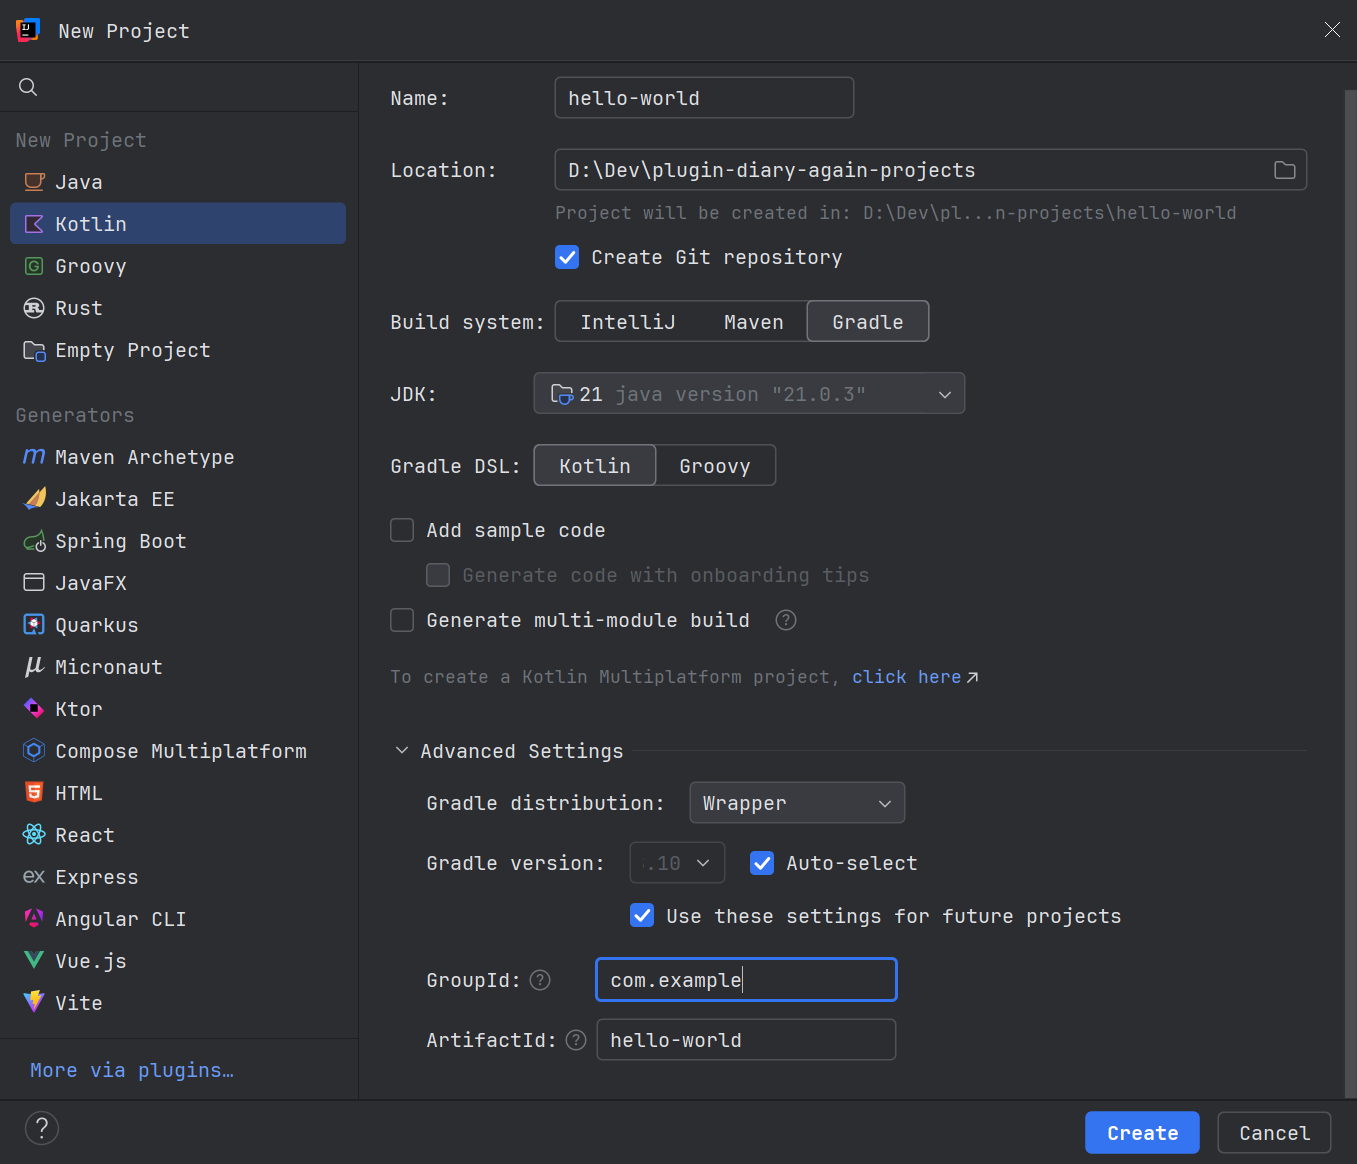 New Project
Name:
hello-world
Location:
D:\Dev\plugin-diary-again-projects
Project will be created in: D:\Dev\pl...n-projects\hello-world
Create Git repository
Build system:
IntelliJ
Maven
Gradle
JDK:
21 java version "21.0.3"
Gradle DSL:
Kotlin
Groovy
Add sample code
Generate code with onboarding tips
Generate multi-module build
To create a Kotlin Multiplatform project, click here
Advanced Settings
Gradle distribution:
Wrapper
Gradle version:
.10
Auto-select
Use these settings for future projects
GroupId:
com.example
ArtifactId:
hello-world
New Project
Java
Kotlin
Groovy
Rust
Empty Project
Generators
Maven Archetype
Jakarta EE
Spring Boot
JavaFX
Quarkus
Micronaut
Ktor
Compose Multiplatform
HTML
React
Express
Angular CLI
Vue.js
Vite
More via plugins…
Create
Cancel